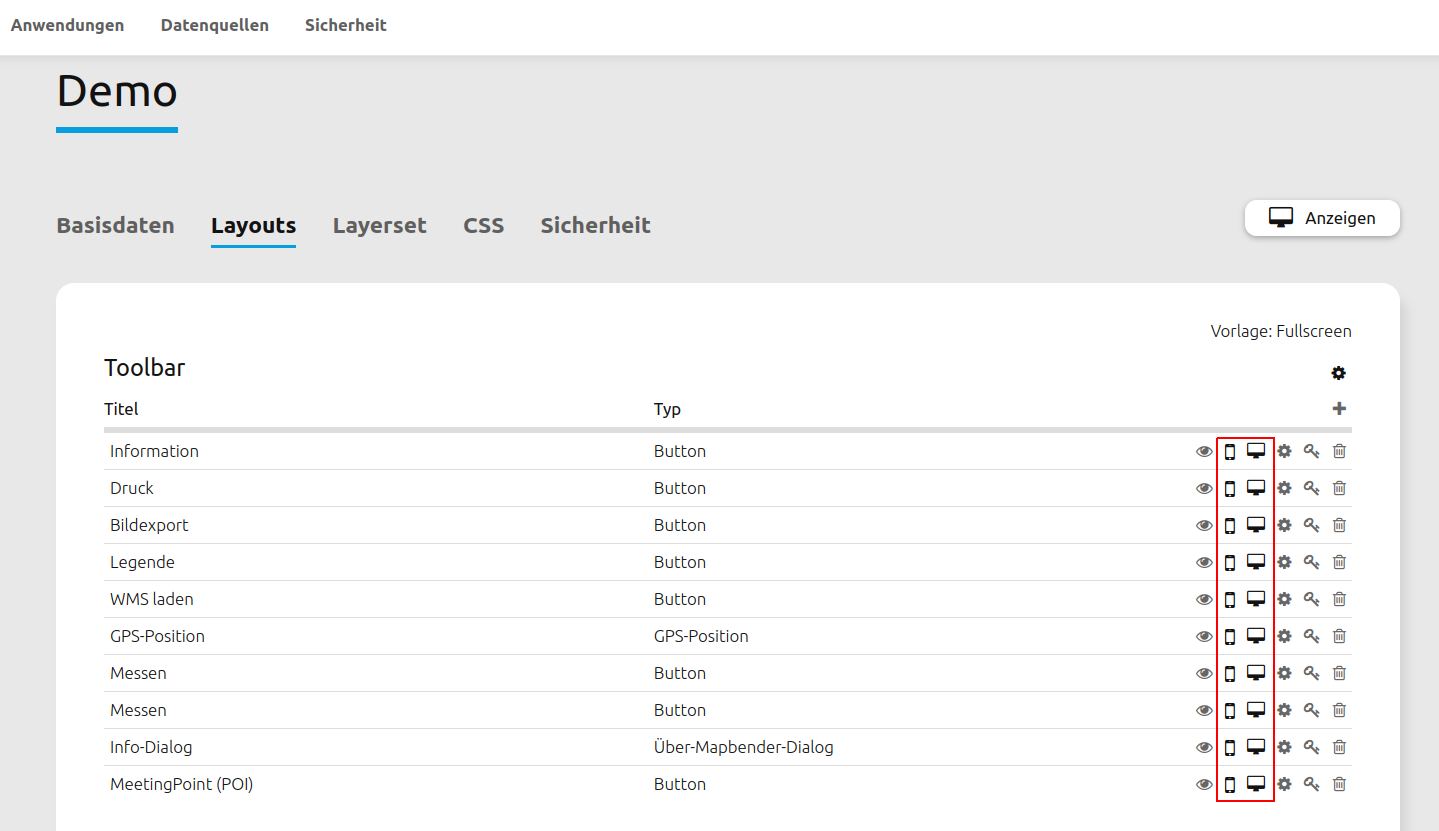 Anwendungen Datenquellen Sicherheit
Demo
Basisdaten Layouts Layerset CSS Sicherheit
Anzeigen
Vorlage: Fullscreen
Toolbar
Titel Typ
Information Button
Druck Button
Bildexport Button
Legende Button
WMS laden Button
GPS-Position GPS-Position
Messen Button
Messen Button
Info-Dialog Über-Mapbender-Dialog
MeetingPoint (POI) Button